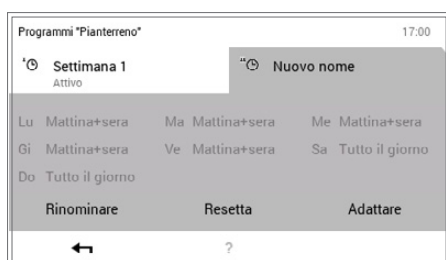 Programmi "Pianterreno" 17:00
Settimana 1 Nuovo nome
Attivo
Lu Mattina+sera Ma Mattina+sera Me Mattina+sera
Gi Mattina+sera Ve Mattina+sera Sa Tutto il giorno
Do Tutto il giorno
Rinominare Resetta Adattare
?